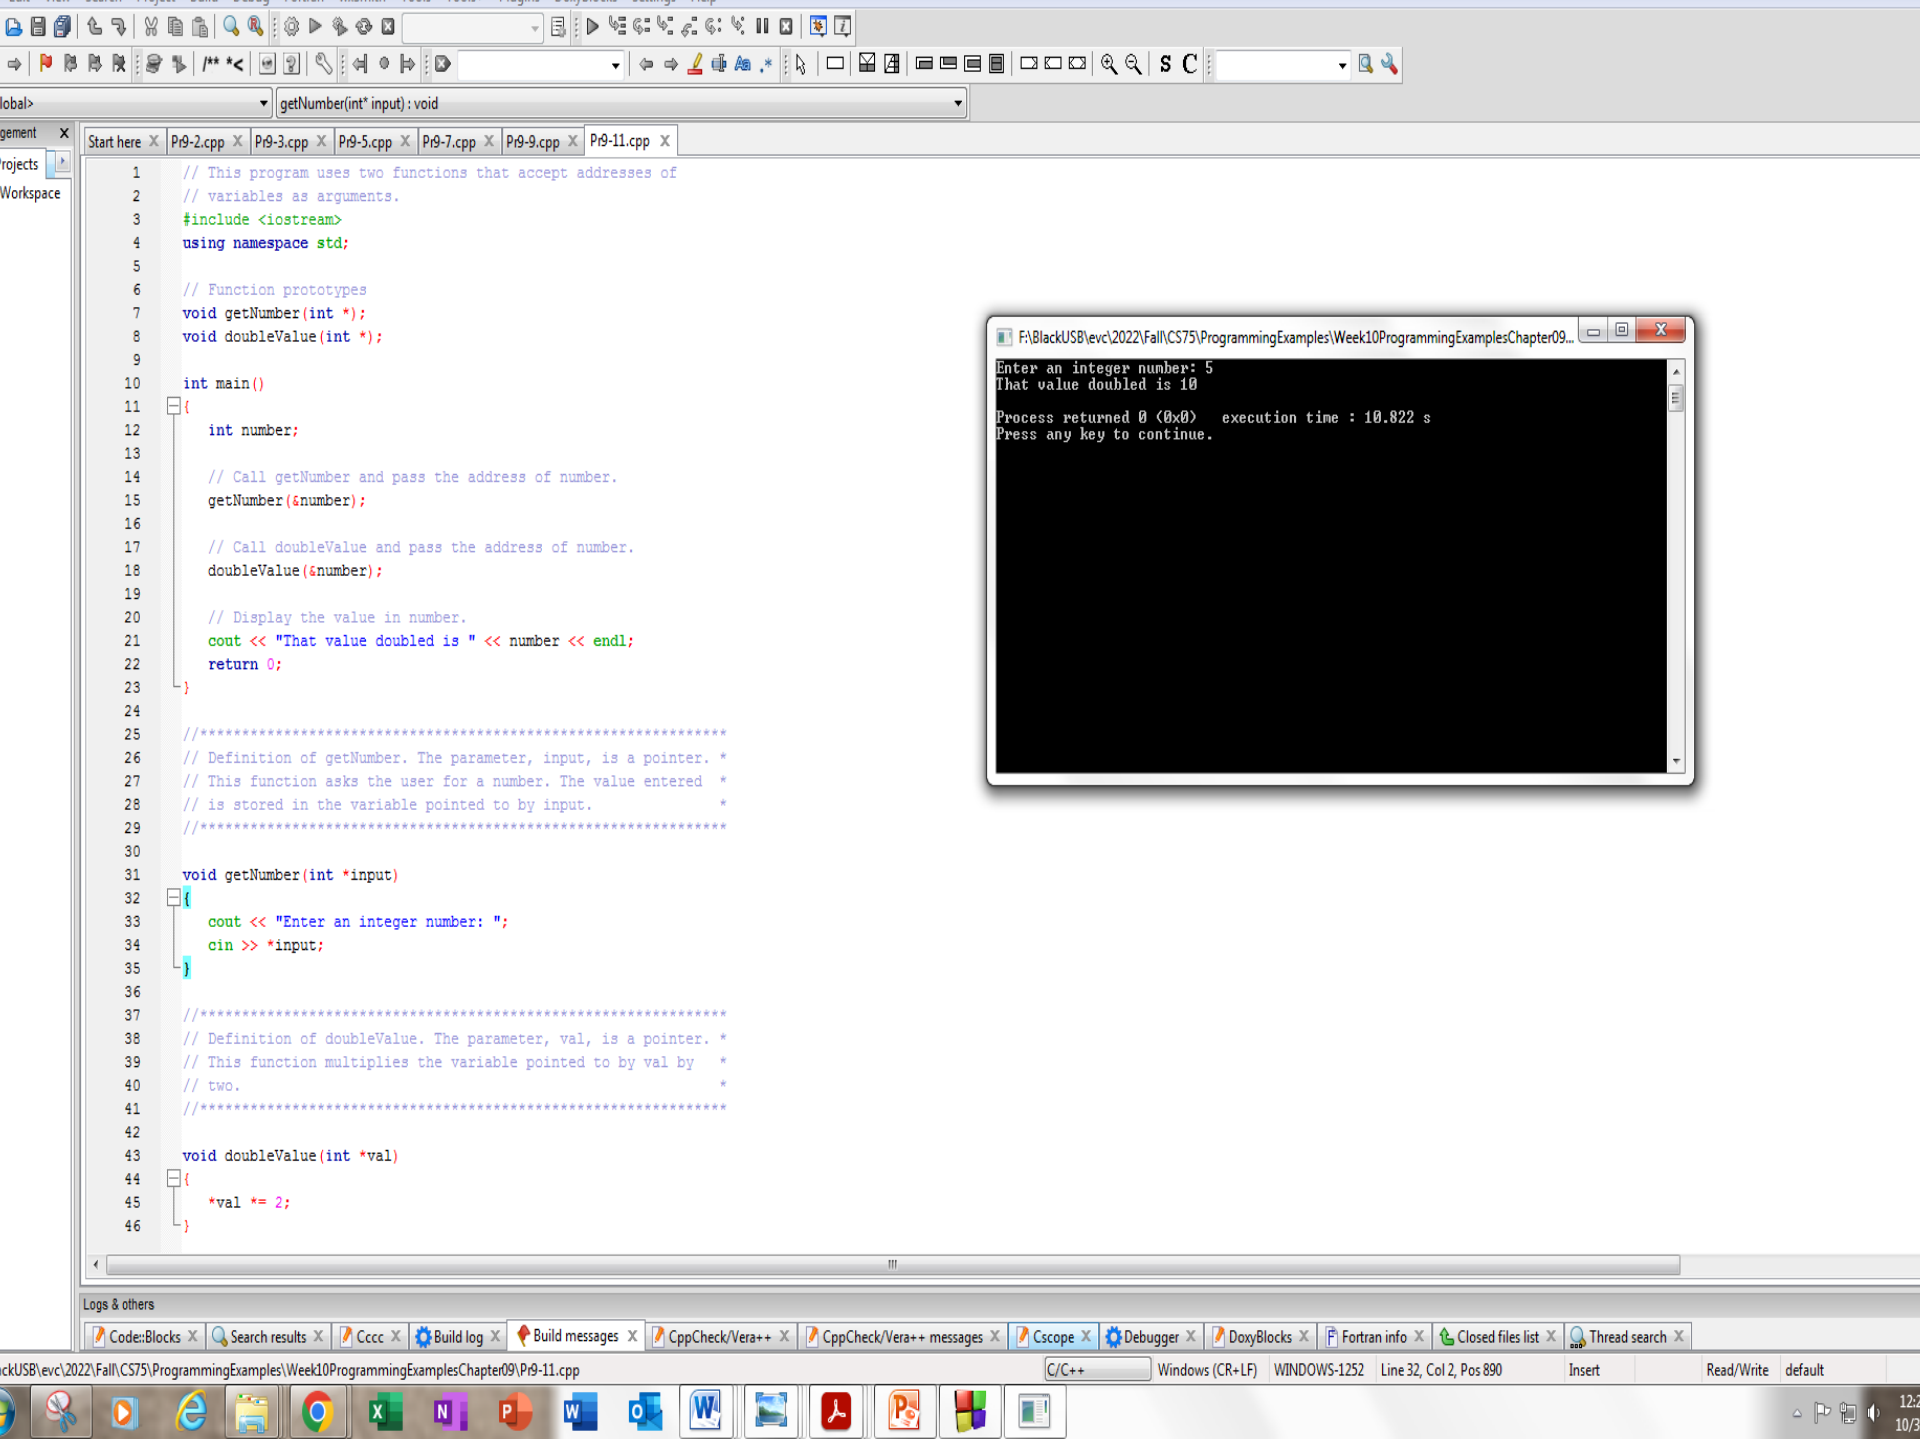 lobal>
getNumber(int* input) : void
gement X
Start here X Pr9-2.cpp X Pr9-3.cpp X Pr9-5.cpp X Pr9-7.cpp X Pr9-9.cpp X Pr9-11.cpp X
rojects
Workspace
1 // This program uses two functions that accept addresses of
2 // variables as arguments.
3 #include <iostream>
4 using namespace std;
5
6 // Function prototypes
7 void getNumber(int *);
8 void doubleValue(int *);
9
10 int main()
11 {
12 int number;
13
14 // Call getNumber and pass the address of number.
15 getNumber(&number);
16
17 // Call doubleValue and pass the address of number.
18 doubleValue(&number);
19
20 // Display the value in number.
21 cout << "That value doubled is " << number << endl;
22 return 0;
23 }
24
25 //***************************************************************
26 // Definition of getNumber. The parameter, input, is a pointer. *
27 // This function asks the user for a number. The value entered *
28 // is stored in the variable pointed to by input. *
29 //***************************************************************
30
31 void getNumber(int *input)
32 {
33 cout << "Enter an integer number: ";
34 cin >> *input;
35 }
36
37 //***************************************************************
38 // Definition of doubleValue. The parameter, val, is a pointer. *
39 // This function multiplies the variable pointed to by val by *
40 // two. *
41 //***************************************************************
42
43 void doubleValue(int *val)
44 {
45 *val *= 2;
46 }
F:\BlackUSB\evc\2022\Fall\CS75\ProgrammingExamples\Week10ProgrammingExamplesChapter09...
Enter an integer number: 5
That value doubled is 10
Process returned 0 (0x0) execution time : 10.822 s
Press any key to continue.
Logs & others
Code::Blocks X Search results X Cccc X Build log X Build messages X CppCheck/Vera++ X CppCheck/Vera++ messages X Cscope X Debugger X DoxyBlocks X Fortran info X Closed files list X Thread search X
ckUSB\evc\2022\Fall\CS75\ProgrammingExamples\Week10ProgrammingExamplesChapter09\Pr9-11.cpp C/C++ Windows (CR+LF) WINDOWS-1252 Line 32, Col 2, Pos 890 Insert Read/Write default
12:2
10/3